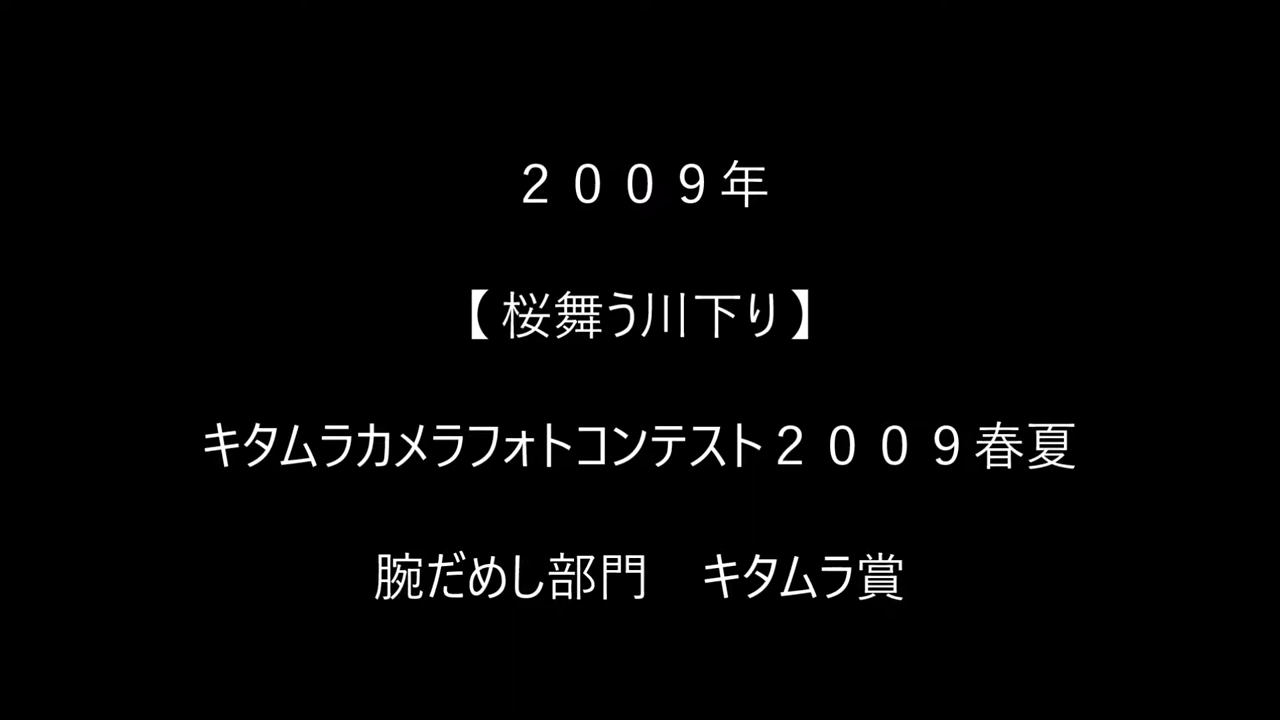 ２００９年
【桜舞う川下り】
キタムラカメラフォトコンテスト２００９春夏
腕だめし部門　キタムラ賞